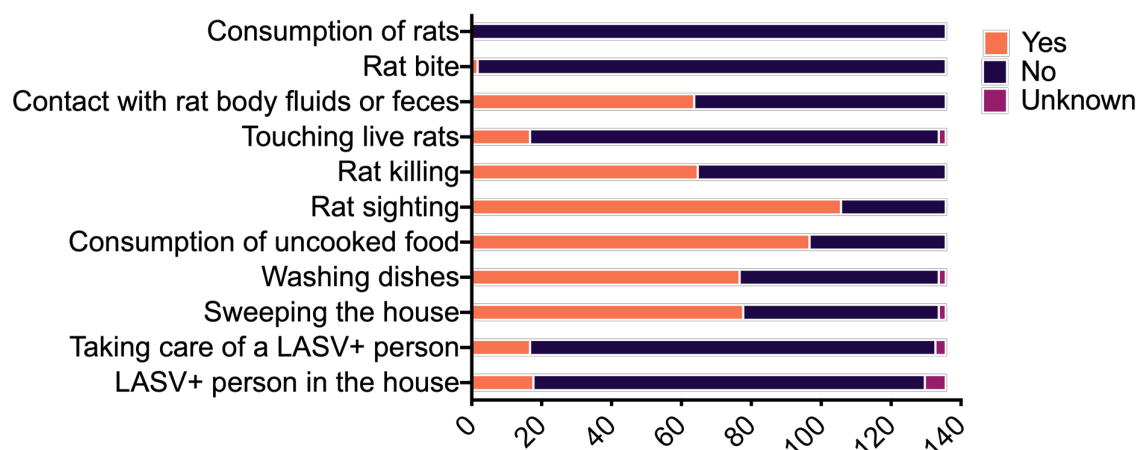 Consumption of rats
Rat bite
Contact with rat body fluids or feces
Touching live rats
Rat killing
Rat sighting
Consumption of uncooked food
Washing dishes
Sweeping the house
Taking care of a LASV+ person
LASV+ person in the house
0 20 40 60 80 100 120 140
Yes
No
Unknown